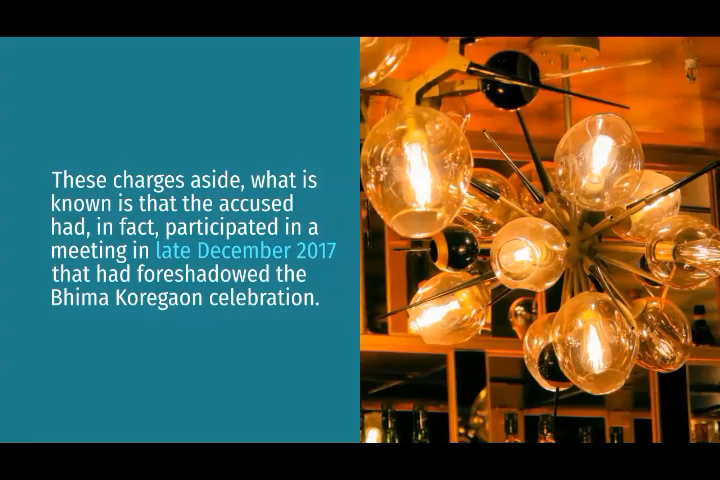 These charges aside, what is
known is that the accused
had, in fact, participated in a
meeting in late December 2017
that had foreshadowed the
Bhima Koregaon celebration.